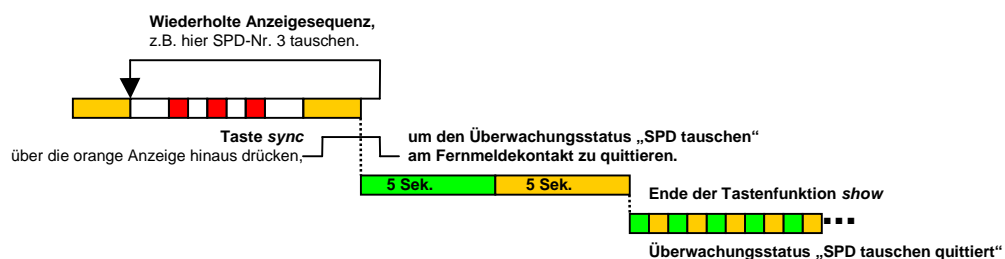 Wiederholte Anzeigesequenz,
z.B. hier SPD-Nr. 3 tauschen.
Taste sync
über die orange Anzeige hinaus drücken,
um den Überwachungsstatus „SPD tauschen“
am Fernmeldekontakt zu quittieren.
5 Sek.
5 Sek.
Ende der Tastenfunktion show
Überwachungsstatus „SPD tauschen quittiert“